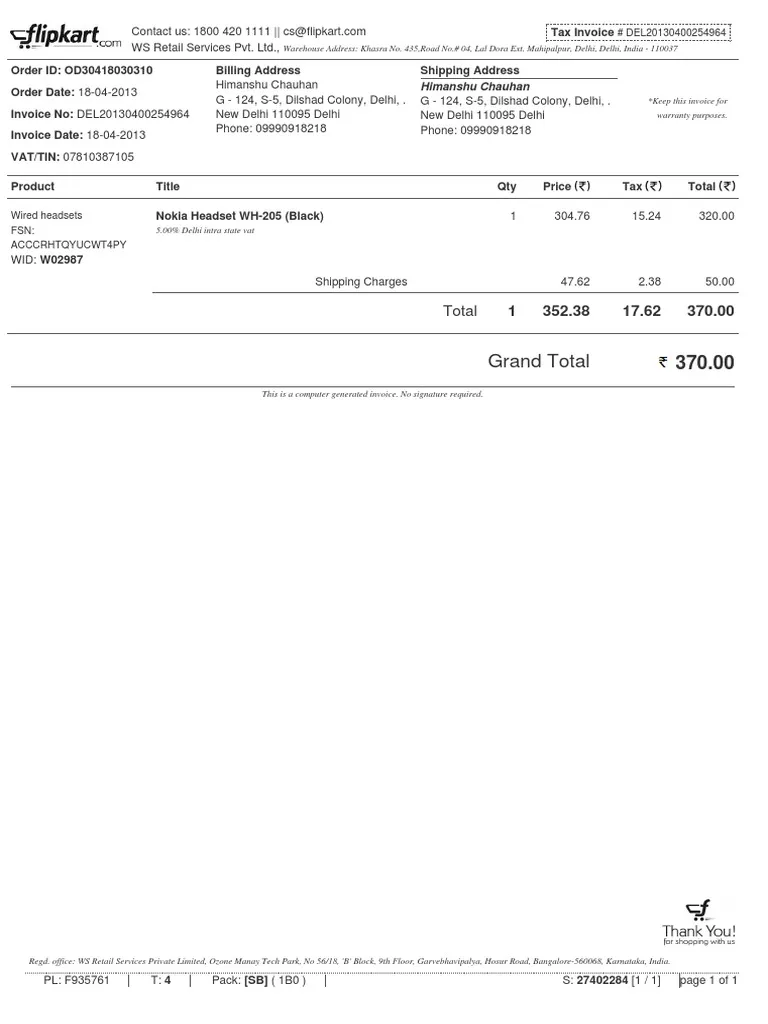 flipkart.com
Contact us: 1800 420 1111 || cs@flipkart.com
Tax Invoice # DEL20130400254964
WS Retail Services Pvt. Ltd., Warehouse Address: Khasra No. 435,Road No.# 04, Lal Dora Ext. Mahipalpur, Delhi, Delhi, India - 110037
Order ID: OD30418030310
Order Date: 18-04-2013
Invoice No: DEL20130400254964
Invoice Date: 18-04-2013
VAT/TIN: 07810387105
Billing Address
Himanshu Chauhan
G - 124, S-5, Dilshad Colony, Delhi, .
New Delhi 110095 Delhi
Phone: 09990918218
Shipping Address
Himanshu Chauhan
G - 124, S-5, Dilshad Colony, Delhi, .
New Delhi 110095 Delhi
Phone: 09990918218
*Keep this invoice for
warranty purposes.
Product Title Qty Price (₹) Tax (₹) Total (₹)
Wired headsets Nokia Headset WH-205 (Black) 1 304.76 15.24 320.00
FSN: 5.00% Delhi intra state vat
ACCCRHTQYUCWT4PY
WID: W02987
Shipping Charges 47.62 2.38 50.00
Total 1 352.38 17.62 370.00
Grand Total ₹ 370.00
This is a computer generated invoice. No signature required.
Thank You!
for shopping with us
Regd. office: WS Retail Services Private Limited, Ozone Manay Tech Park, No 56/18, 'B' Block, 9th Floor, Garvebhavipalya, Hosur Road, Bangalore-560068, Karnataka, India.
PL: F935761 | T: 4 | Pack: [SB] ( 1B0 ) | S: 27402284 [1 / 1] | page 1 of 1